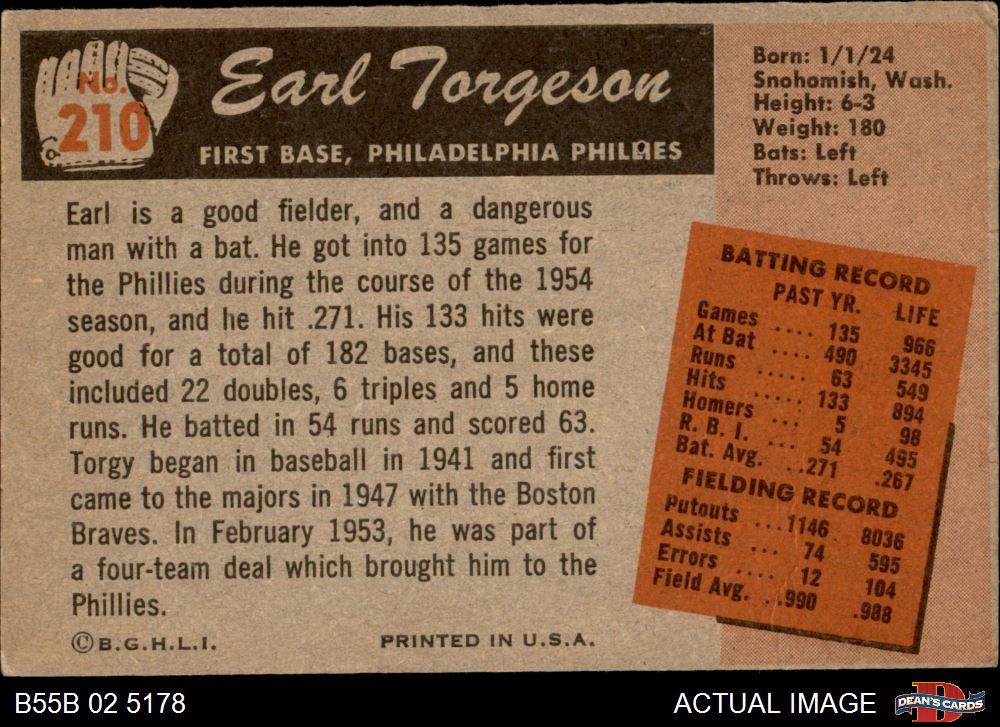 No.
210
Earl Torgeson
FIRST BASE, PHILADELPHIA PHILLIES
Born: 1/1/24
Snohomish, Wash.
Height: 6-3
Weight: 180
Bats: Left
Throws: Left
Earl is a good fielder, and a dangerous
man with a bat. He got into 135 games for
the Phillies during the course of the 1954
season, and he hit .271. His 133 hits were
good for a total of 182 bases, and these
included 22 doubles, 6 triples and 5 home
runs. He batted in 54 runs and scored 63.
Torgy began in baseball in 1941 and first
came to the majors in 1947 with the Boston
Braves. In February 1953, he was part of
a four-team deal which brought him to the
Phillies.
©B.G.H.L.I. PRINTED IN U.S.A.
BATTING RECORD
PAST YR. LIFE
Games .... 135 966
At Bat .... 490 3345
Runs ..... 63 549
Hits ..... 133 894
Homers ... 5 98
R. B. I. ... 54 495
Bat. Avg. ..271 .267
FIELDING RECORD
Putouts ...1146 8036
Assists ... 74 595
Errors .... 12 104
Field Avg. ..990 .988
B55B 02 5178 ACTUAL IMAGE DEAN'S CARDS